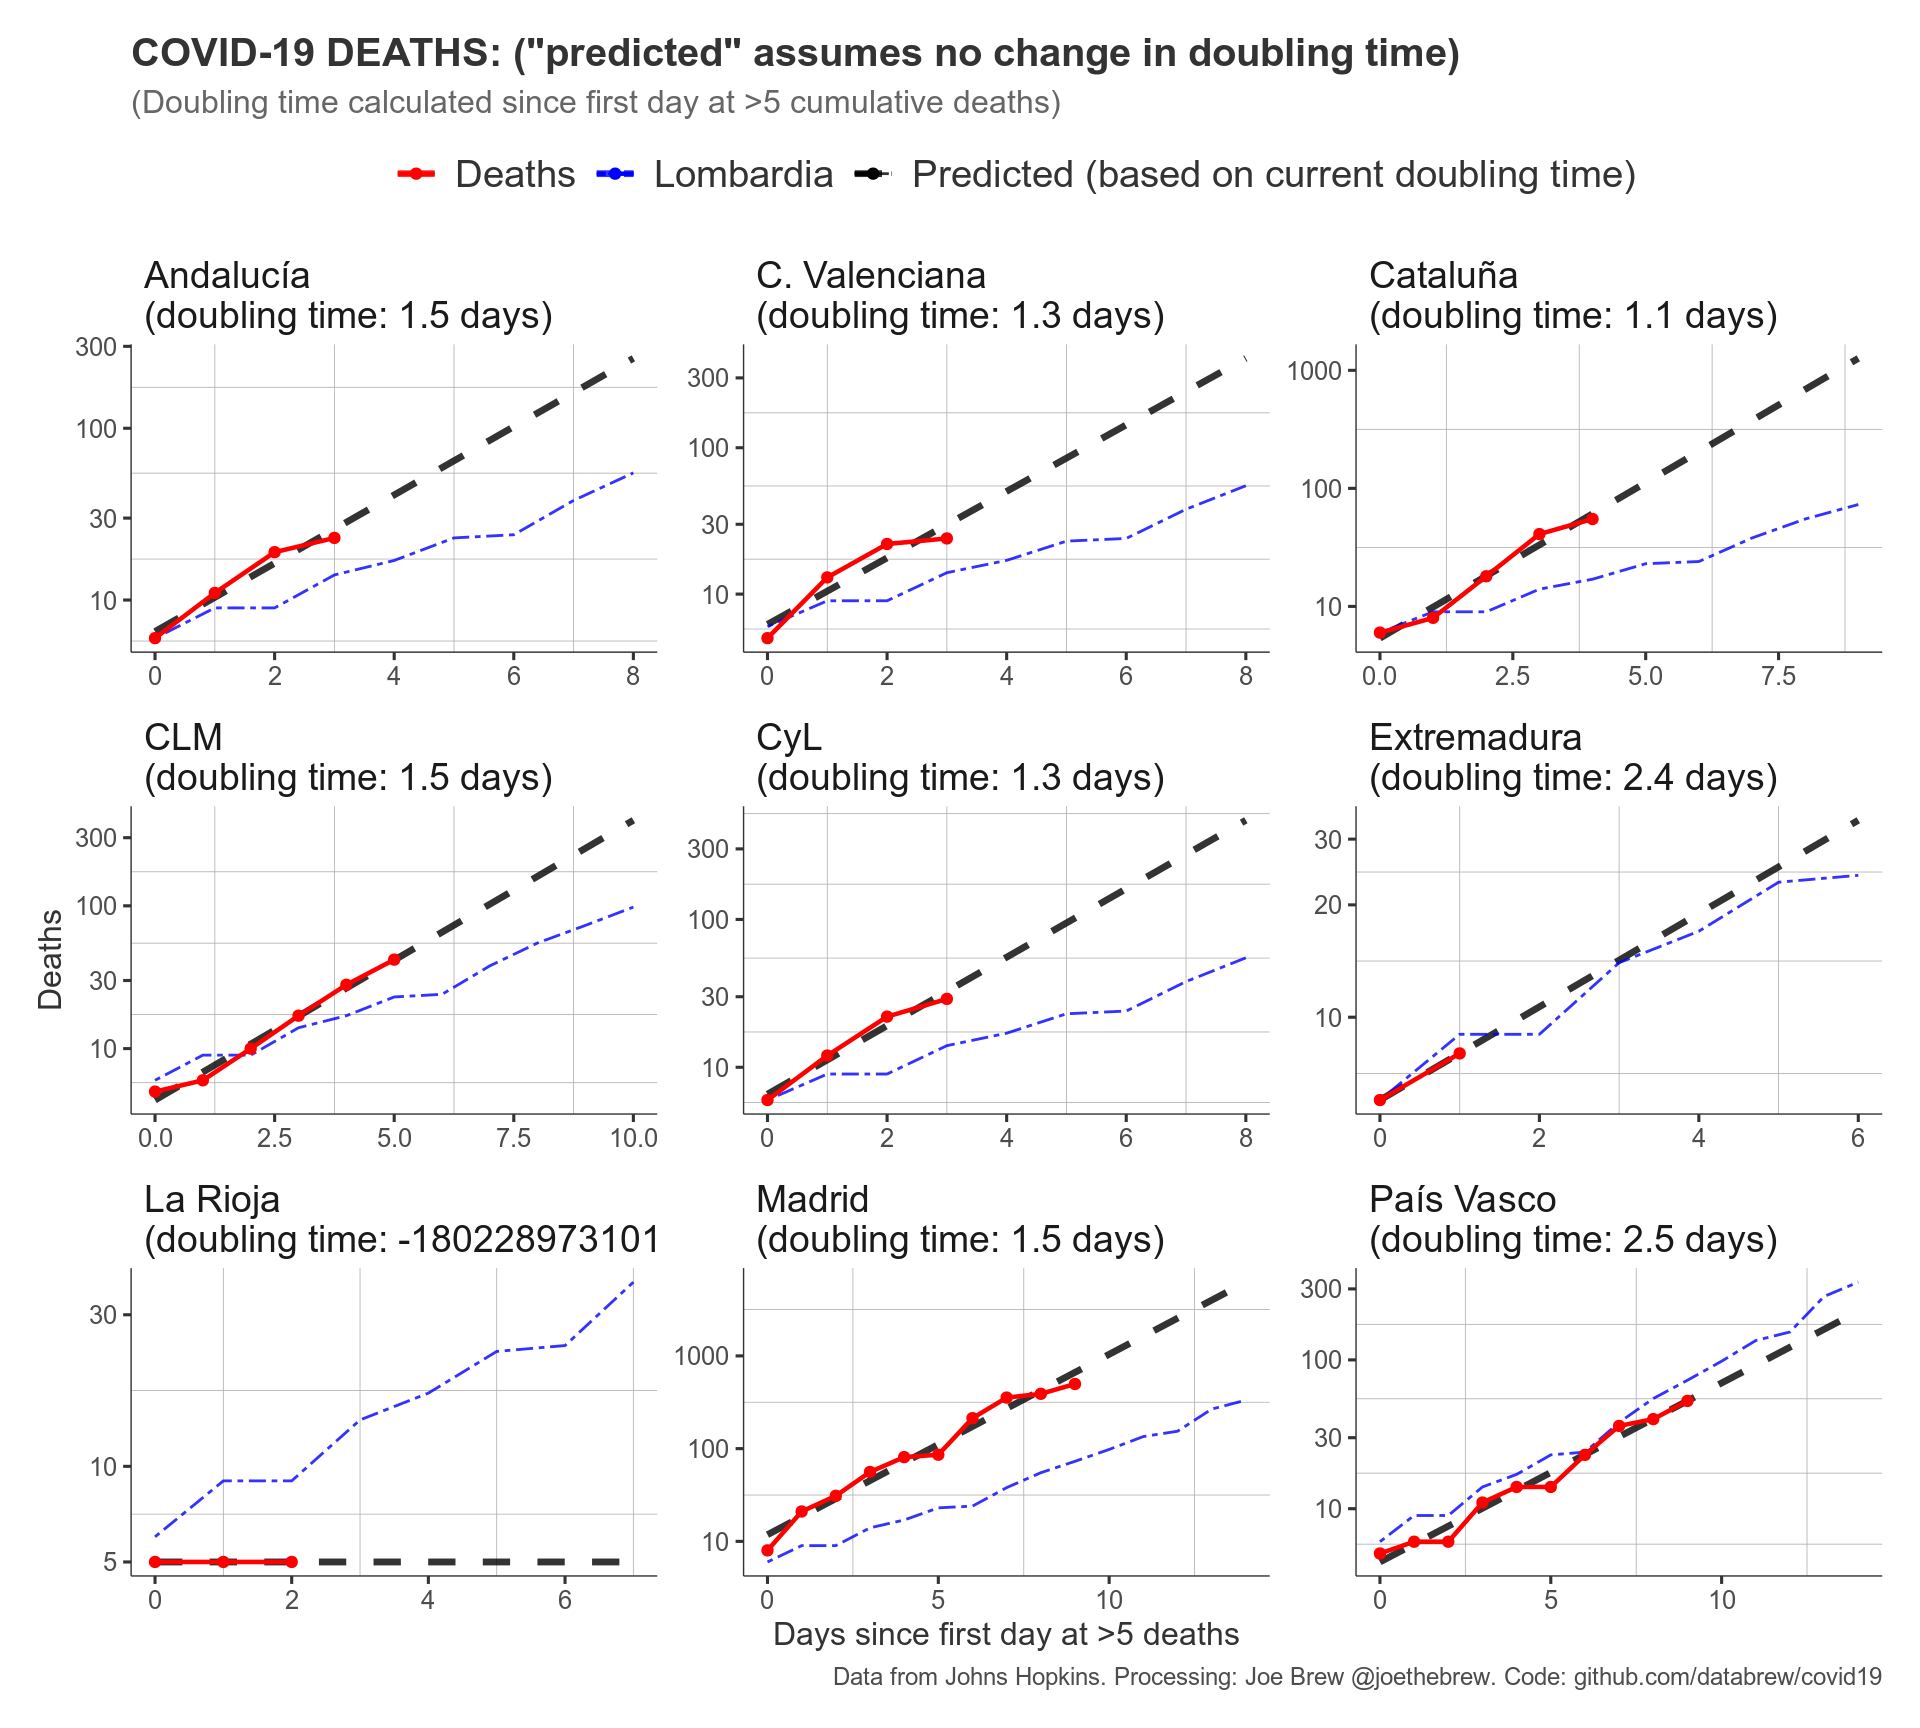 COVID-19 DEATHS: ("predicted" assumes no change in doubling time)
(Doubling time calculated since first day at >5 cumulative deaths)
Deaths Lombardia Predicted (based on current doubling time)
Andalucía
(doubling time: 1.5 days)
300
100
30
10
0 2 4 6 8
C. Valenciana
(doubling time: 1.3 days)
300
100
30
10
0 2 4 6 8
Cataluña
(doubling time: 1.1 days)
1000
100
10
0.0 2.5 5.0 7.5
Deaths
CLM
(doubling time: 1.5 days)
300
100
30
10
0.0 2.5 5.0 7.5 10.0
CyL
(doubling time: 1.3 days)
300
100
30
10
0 2 4 6 8
Extremadura
(doubling time: 2.4 days)
30
20
10
0 2 4 6
La Rioja
(doubling time: -180228973101
30
10
5
0 2 4 6
Madrid
(doubling time: 1.5 days)
1000
100
10
0 5 10
País Vasco
(doubling time: 2.5 days)
300
100
30
10
0 5 10
Days since first day at >5 deaths
Data from Johns Hopkins. Processing: Joe Brew @joethebrew. Code: github.com/databrew/covid19